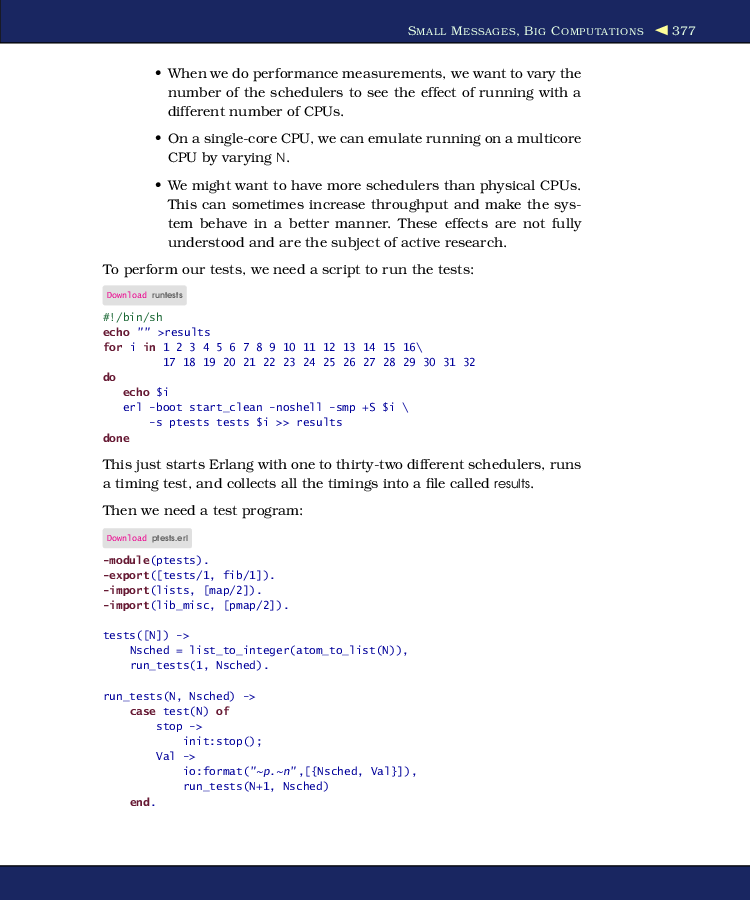 SMALL MESSAGES, BIG COMPUTATIONS ◀ 377
• When we do performance measurements, we want to vary the
number of the schedulers to see the effect of running with a
different number of CPUs.
• On a single-core CPU, we can emulate running on a multicore
CPU by varying N.
• We might want to have more schedulers than physical CPUs.
This can sometimes increase throughput and make the sys-
tem behave in a better manner. These effects are not fully
understood and are the subject of active research.
To perform our tests, we need a script to run the tests:
Download runtests
#!/bin/sh
echo "" >results
for i in 1 2 3 4 5 6 7 8 9 10 11 12 13 14 15 16\
         17 18 19 20 21 22 23 24 25 26 27 28 29 30 31 32
do
   echo $i
   erl -boot start_clean -noshell -smp +S $i \
       -s ptests tests $i >> results
done
This just starts Erlang with one to thirty-two different schedulers, runs
a timing test, and collects all the timings into a file called results.
Then we need a test program:
Download ptests.erl
-module(ptests).
-export([tests/1, fib/1]).
-import(lists, [map/2]).
-import(lib_misc, [pmap/2]).
tests([N]) ->
    Nsched = list_to_integer(atom_to_list(N)),
    run_tests(1, Nsched).
run_tests(N, Nsched) ->
    case test(N) of
        stop ->
            init:stop();
        Val ->
            io:format("~p.~n",[{Nsched, Val}]),
            run_tests(N+1, Nsched)
    end.